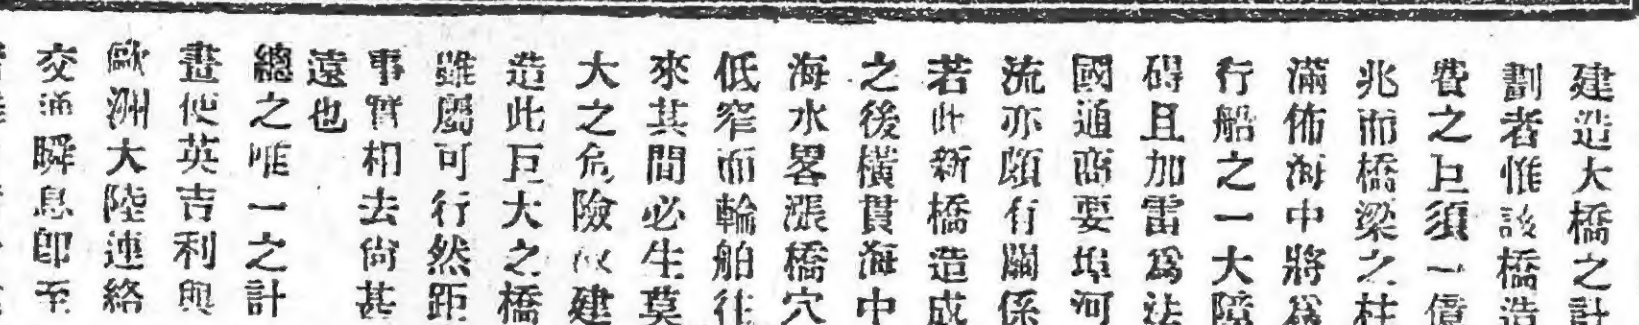 建造大橋之計
劃者惟該橋造
費之巨須一億
兆而橋梁之柱
滿佈海中將爲
行船之一大障
碍且加雷爲法
國通商要埠河
流亦頗有關係
若此新橋造成
之後橫貫海中
海水畧漲橋穴
低窄而輪舶往
來其間必生莫
大之危險故建
造此巨大之橋
雖屬可行然距
事實相去尙甚
遠也
總之唯一之計
畫使英吉利與
歐洲大陸連絡
交通瞬息卽至